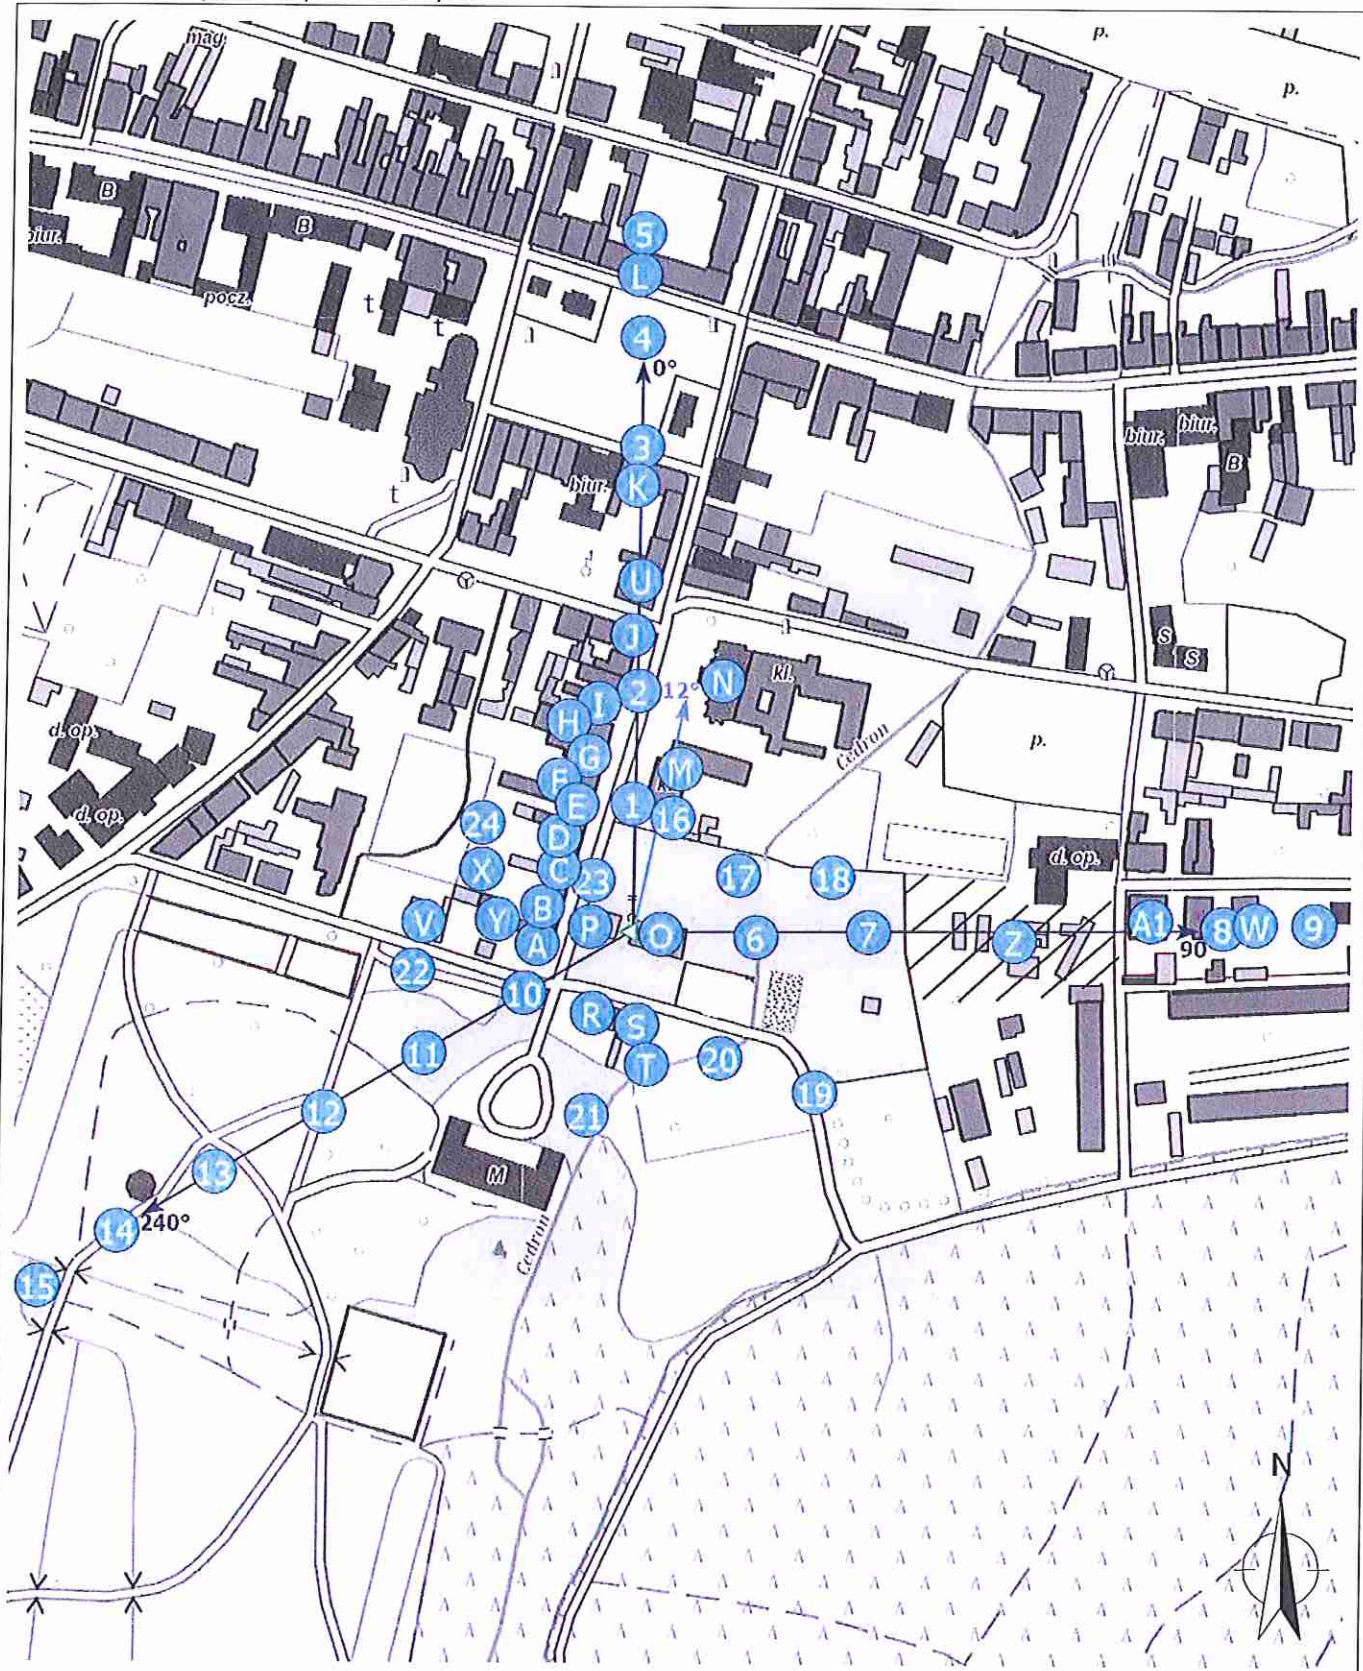 mag.
p.
p.
B
B
biur.
pocz.
t
t
5
L
4
0°
3
K
biur.
t
biur.
biur.
B
U
J
S
S
2
12°
N
kł.
I
H
d. op.
G
Cedron
p.
F
M
E
1
16
d. op.
24
D
d. op.
X
C
23
17
18
V
Y
B
A
P
O
6
7
Z
A1
8
W
9
90
22
10
R
S
11
T
20
19
12
21
13
M
14
240°
15
Cedron
N